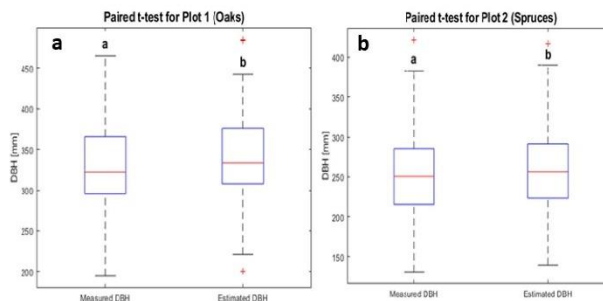 Paired t-test for Plot 1 (Oaks)
a
a
b
450
400
350
300
250
200
DBH [mm]
Measured DBH
Estimated DBH
Paired t-test for Plot 2 (Spruces)
b
a
b
400
350
300
250
200
150
DBH [mm]
Measured DBH
Estimated DBH